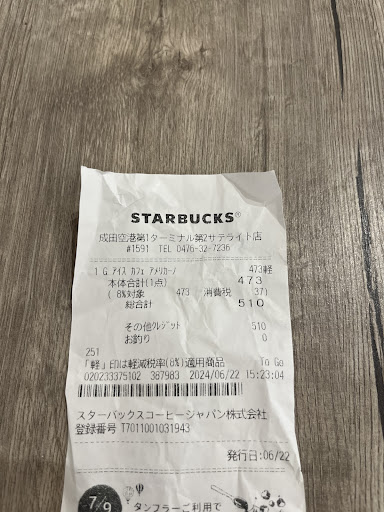 STARBUCKS®
成田空港第1ターミナル第2サテライト店
#1591 TEL 0476-32-7236
1 G アイス カフェ アメリカーノ 473軽
本体合計(1点) 473
( 8%対象 473 消費税 37)
総合計 510
その他クレデット 510
お釣り 0
251
「軽」印は軽減税率(8%)適用商品 To Go
020233375102 387983 2024/06/22 15:23:04
スターバックスコーヒージャパン株式会社
登録番号 T7011001031943
発行日:06/22
7/9
タンブラーご利用で